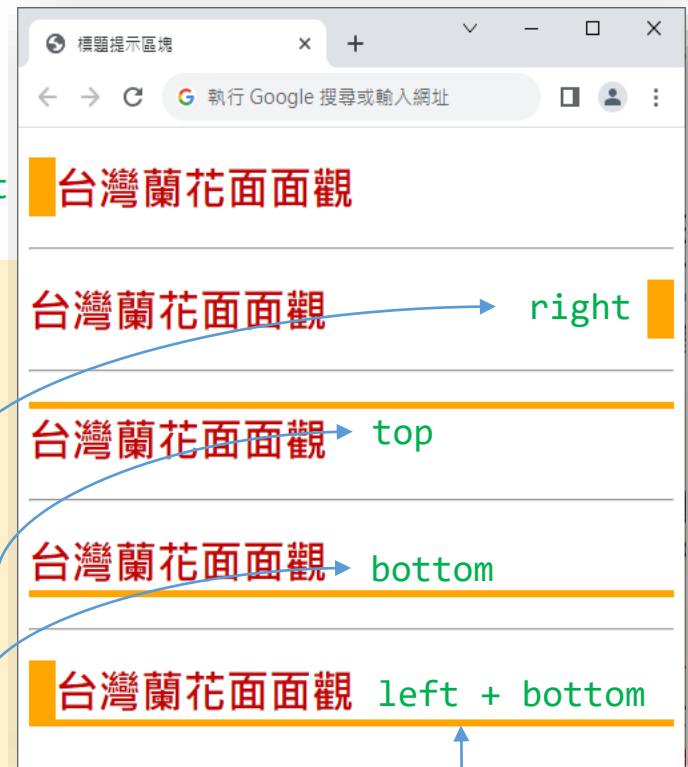 標題提示區塊
執行 Google 搜尋或輸入網址
台灣蘭花面面觀
台灣蘭花面面觀 right
台灣蘭花面面觀 top
台灣蘭花面面觀 bottom
台灣蘭花面面觀 left + bottom